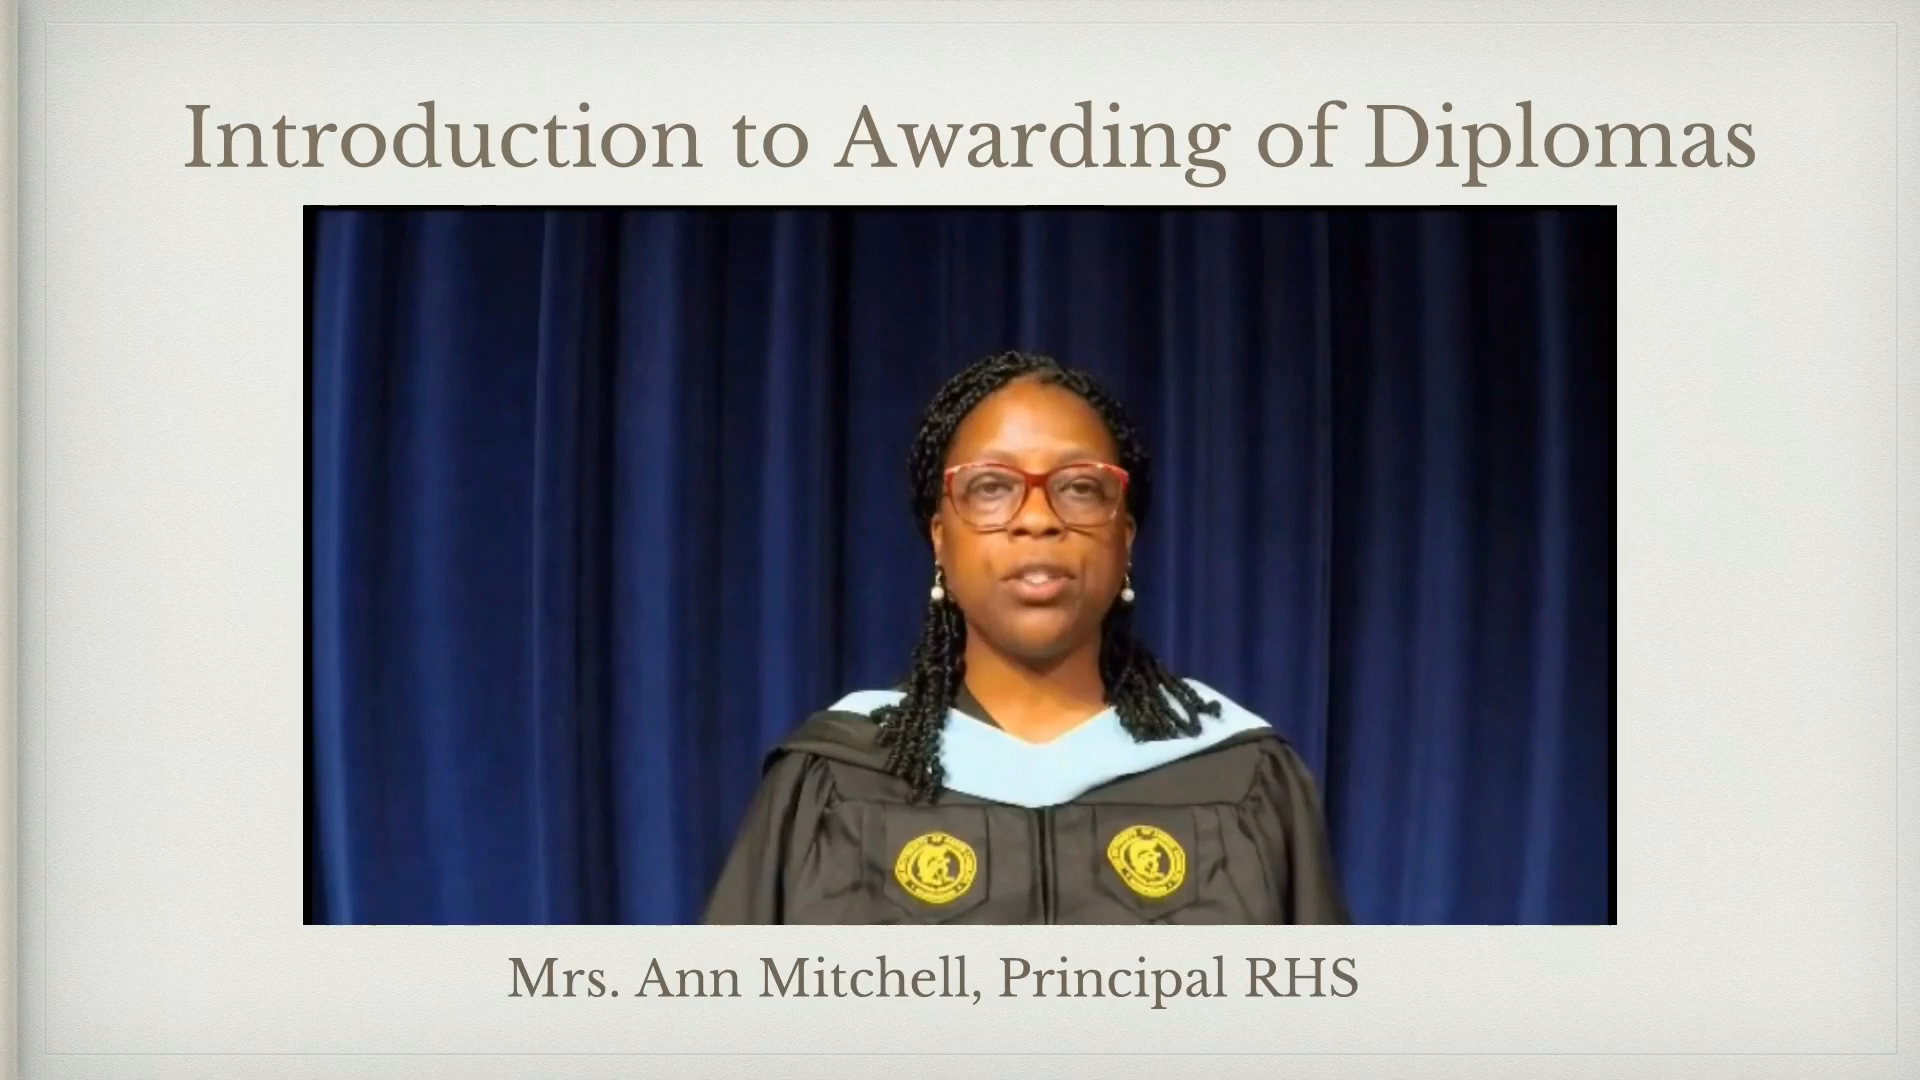 Introduction to Awarding of Diplomas
Mrs. Ann Mitchell, Principal RHS